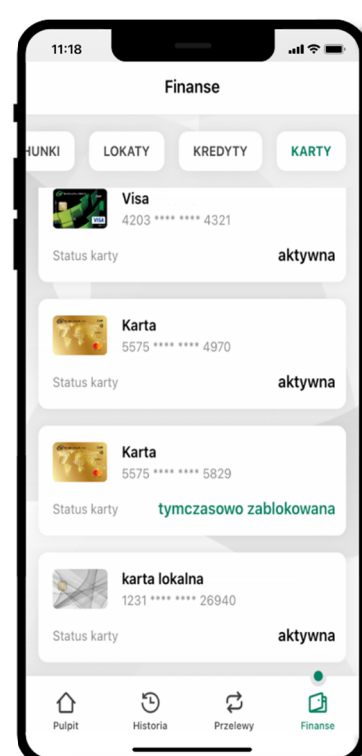 11:18
Finanse
HUNKI LOKATY KREDYTY KARTY
Visa
4203 **** **** 4321
VISA
Status karty aktywna
Karta
5575 **** **** 4970
Status karty aktywna
Karta
5575 **** **** 5829
Status karty tymczasowo zablokowana
karta lokalna
1231 **** **** 26940
Status karty aktywna
Pulpit Historia Przelewy Finanse